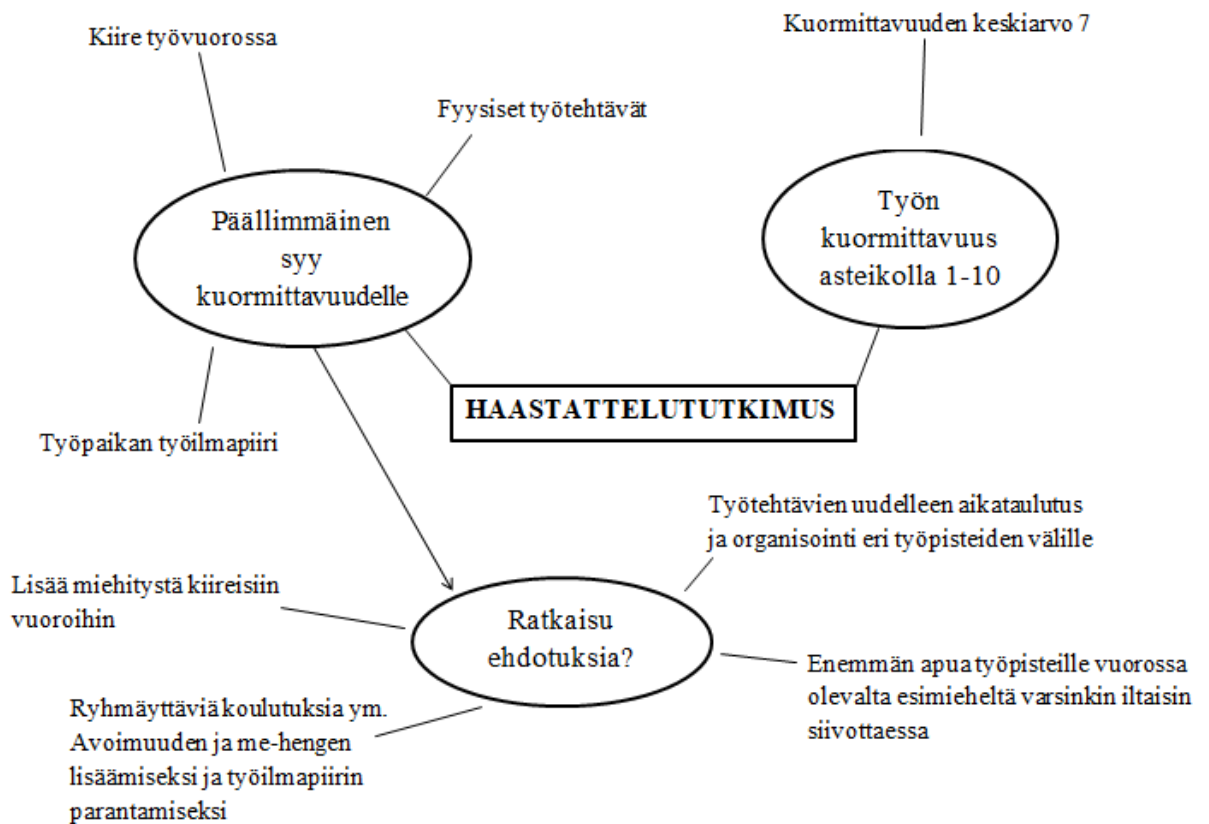 Kiire työvuorossa
Kuormittavuuden keskiarvo 7
Fyysiset työtehtävät
Päällimmäinen
syy
kuormittavuudelle
Työn
kuormittavuus
asteikolla 1-10
HAASTATTELUTUTKIMUS
Työpaikan työilmapiiri
Työtehtävien uudelleen aikataulutus
ja organisointi eri työpisteiden välille
Lisää miehitystä kiireisiin
vuoroihin
Ratkaisu
ehdotuksia?
Enemmän apua työpisteille vuorossa
olevalta esimieheltä varsinkin iltaisin
siivottaessa
Ryhmäyttäviä koulutuksia ym.
Avoimuuden ja me-hengen
lisäämiseksi ja työilmapiirin
parantamiseksi